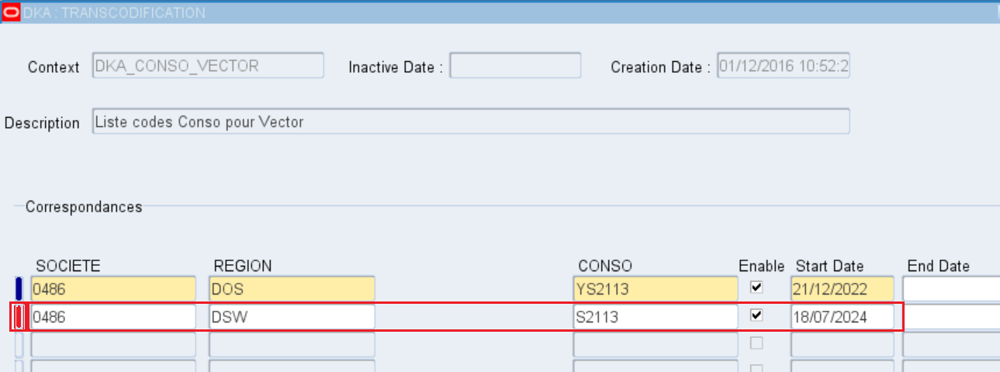 DKA : TRANSCODIFICATION
Context DKA_CONSO_VECTOR Inactive Date : Creation Date : 01/12/2016 10:52:2
Description Liste codes Conso pour Vector
Correspondances
SOCIETE REGION CONSO Enable Start Date End Date
0486 DOS YS2113 21/12/2022
0486 DSW S2113 18/07/2024